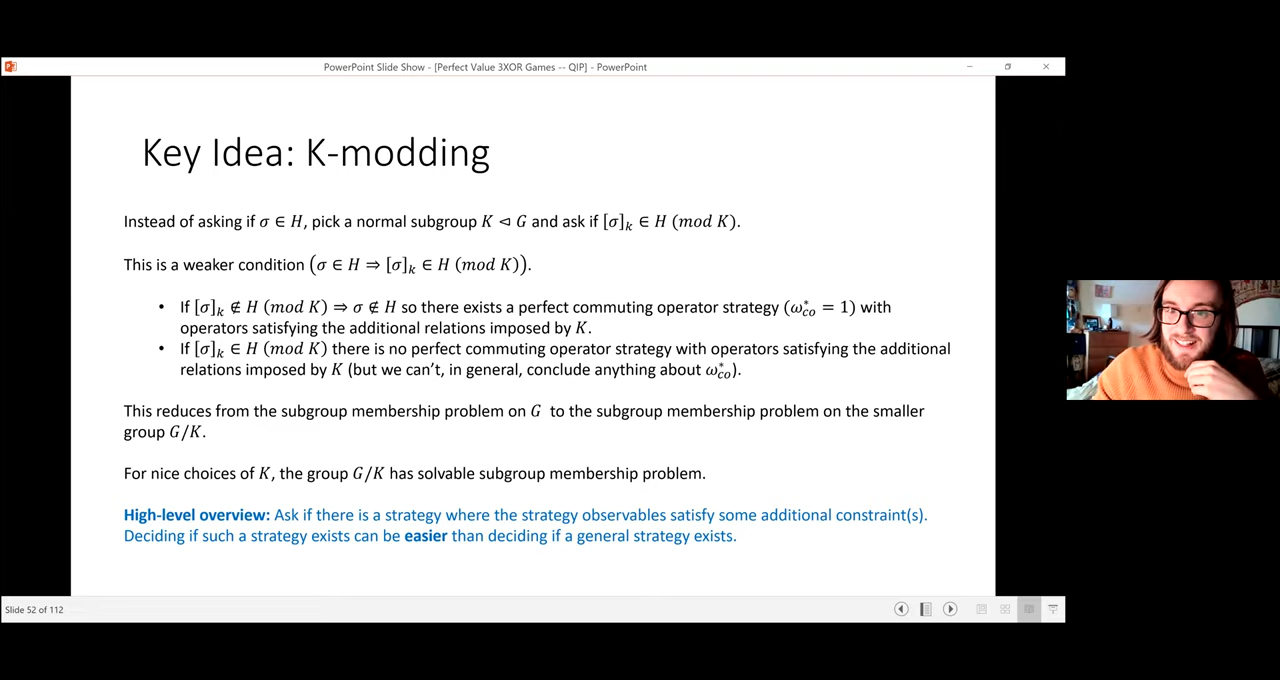 PowerPoint Slide Show - [Perfect Value 3XOR Games -- QIP] - PowerPoint
Key Idea: K-modding
Instead of asking if σ ∈ H, pick a normal subgroup K ⊲ G and ask if [σ]ₖ ∈ H (mod K).
This is a weaker condition (σ ∈ H ⇒ [σ]ₖ ∈ H (mod K)).
• If [σ]ₖ ∉ H (mod K) ⇒ σ ∉ H so there exists a perfect commuting operator strategy (ω*co = 1) with
operators satisfying the additional relations imposed by K.
• If [σ]ₖ ∈ H (mod K) there is no perfect commuting operator strategy with operators satisfying the additional
relations imposed by K (but we can't, in general, conclude anything about ω*co).
This reduces from the subgroup membership problem on G to the subgroup membership problem on the smaller
group G/K.
For nice choices of K, the group G/K has solvable subgroup membership problem.
High-level overview: Ask if there is a strategy where the strategy observables satisfy some additional constraint(s).
Deciding if such a strategy exists can be easier than deciding if a general strategy exists.
Slide 52 of 112